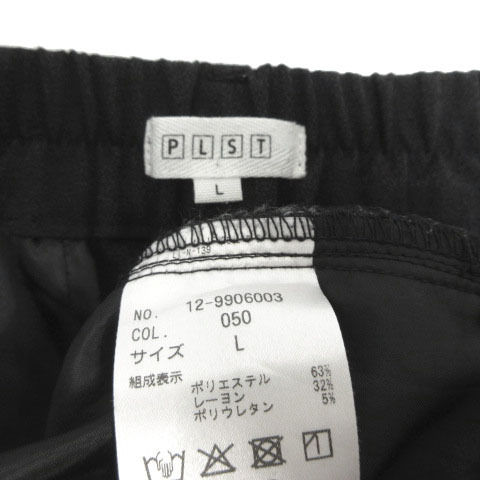 PLST
L
NO. 12-9906003
COL. 050
サイズ L
組成表示
ポリエステル 63%
レーヨン 32%
ポリウレタン 5%